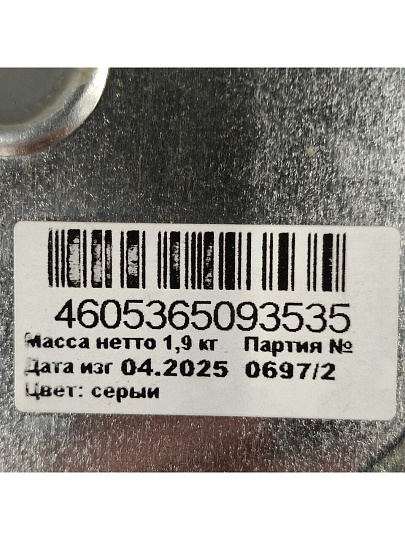 4605365093535
Масса нетто 1,9 кг Партия №
Дата изг 04.2025 0697/2
Цвет: серый